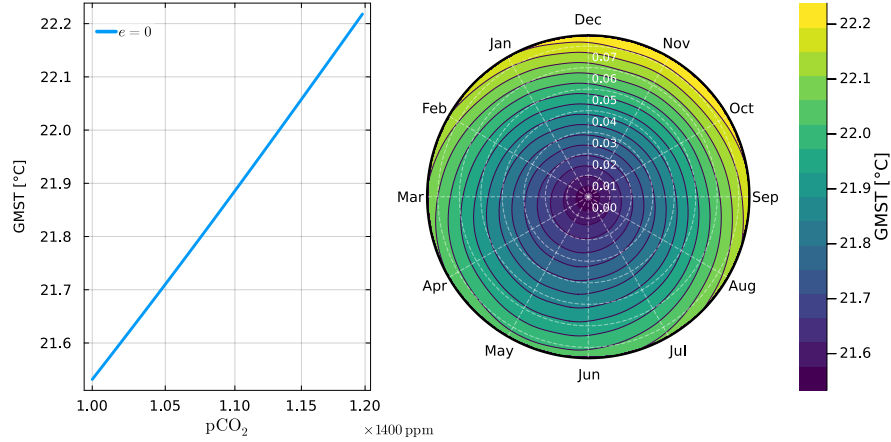 22.2
22.1
22.0
21.9
21.8
21.7
21.6
GMST [°C]
e = 0
1.00
1.05
1.10
1.15
1.20
pCO₂
×1400 ppm
Dec
Jan
Nov
Feb
Oct
Mar
Sep
Apr
Aug
May
Jul
Jun
0.07
0.06
0.05
0.04
0.03
0.02
0.01
0.00
22.2
22.1
22.0
21.9
21.8
21.7
21.6
GMST [°C]